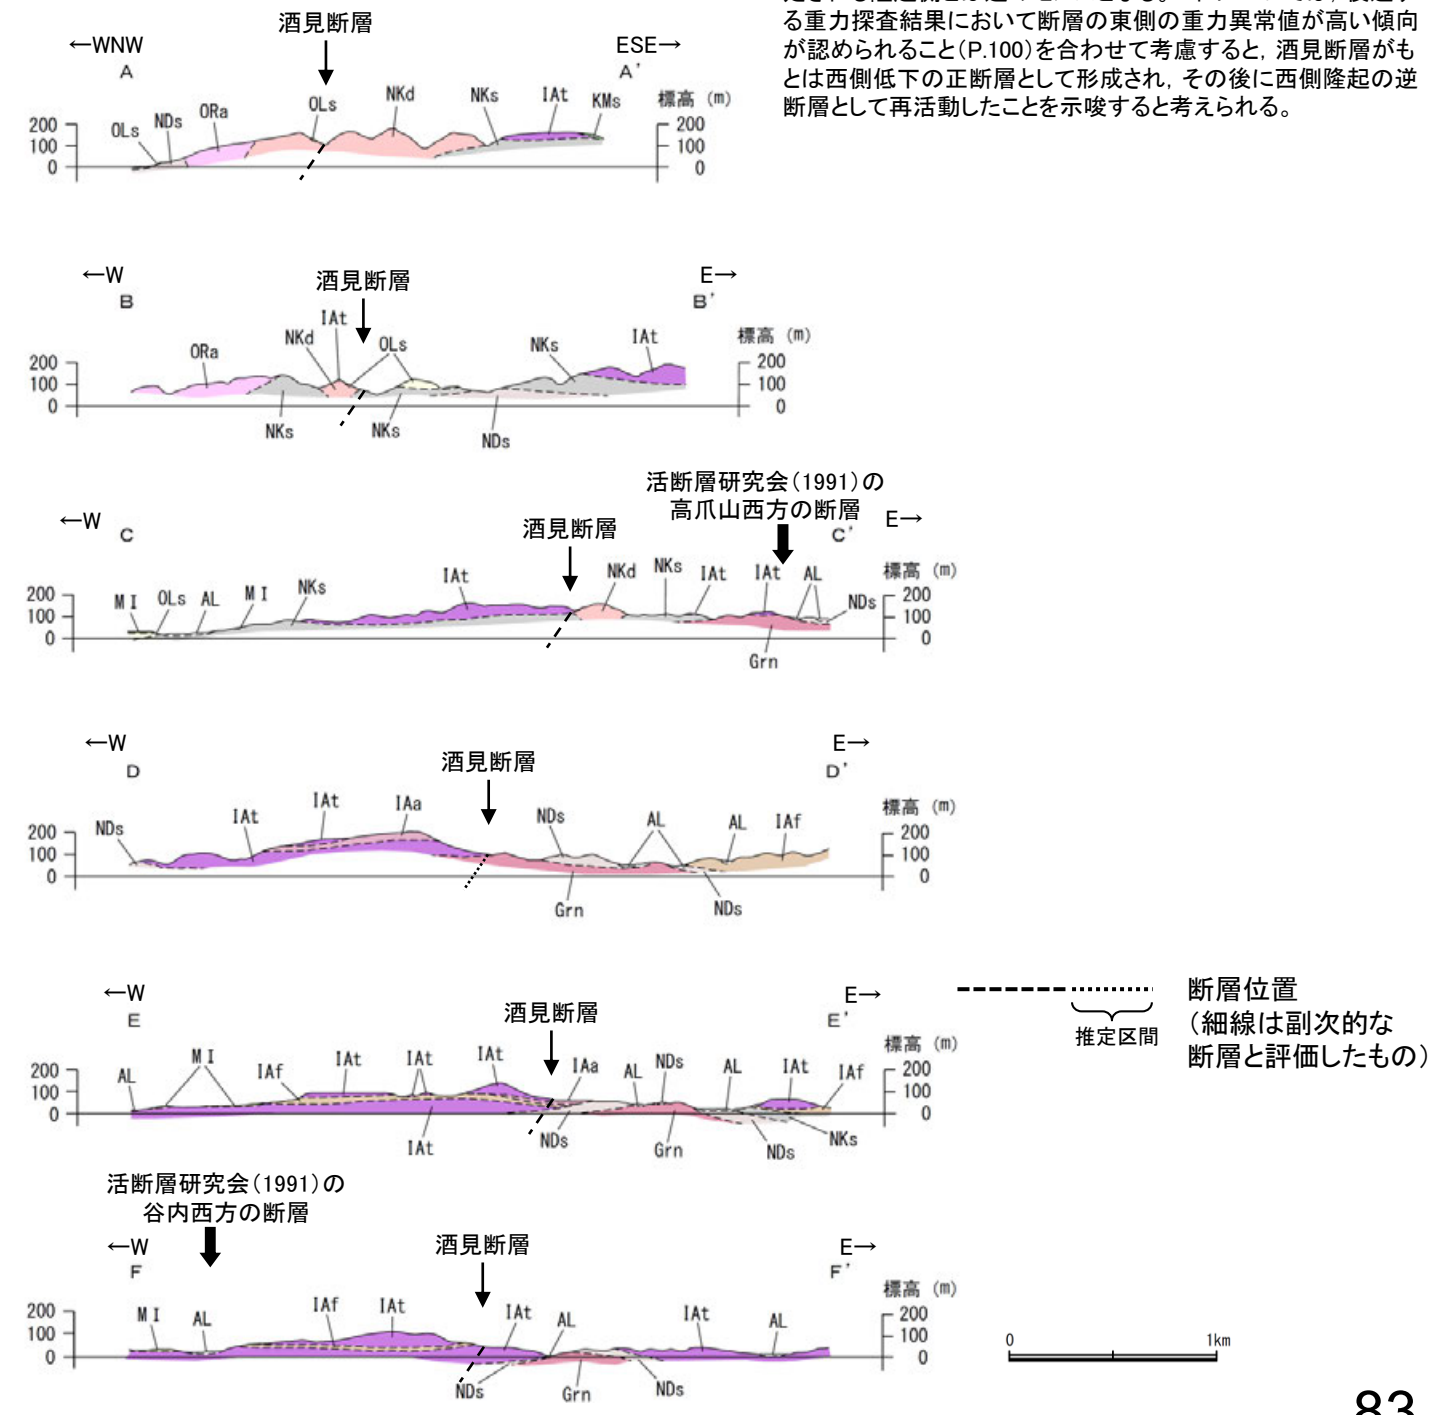 る重力探査結果において断層の東側の重力異常値が高い傾向
が認められること(P.100)を合わせて考慮すると，酒見断層がも
とは西側低下の正断層として形成され，その後に西側隆起の逆
断層として再活動したことを示唆すると考えられる。
酒見断層
←WNW
ESE→
A
A'
OLs NDs ORa OLs NKd NKs IAt KMs
標高 (m)
200 200
100 100
0 0
←W
酒見断層
E→
B
B'
ORa NKd IAt OLs NKs IAt
標高 (m)
200 200
100 100
0 0
NKs NKs NDs
活断層研究会(1991)の
高爪山西方の断層
←W
酒見断層
E→
C
C'
MI OLs AL MI NKs IAt NKd NKs IAt IAt AL NDs
標高 (m)
200 200
100 100
0 0
Grn
←W
酒見断層
E→
D
D'
NDs IAt IAt IAa NDs AL AL IAf
標高 (m)
200 200
100 100
0 0
Grn NDs
←W
酒見断層
E→
E
E'
AL MI IAf IAt IAt IAt IAa AL NDs AL IAt IAf
標高 (m)
200 200
100 100
0 0
IAt NDs Grn NDs NKs
断層位置
推定区間
(細線は副次的な
断層と評価したもの)
活断層研究会(1991)の
谷内西方の断層
←W
酒見断層
E→
F
F'
MI AL IAf IAt IAt AL IAt AL
標高 (m)
200 200
100 100
0 0
NDs Grn NDs
0 1km
83